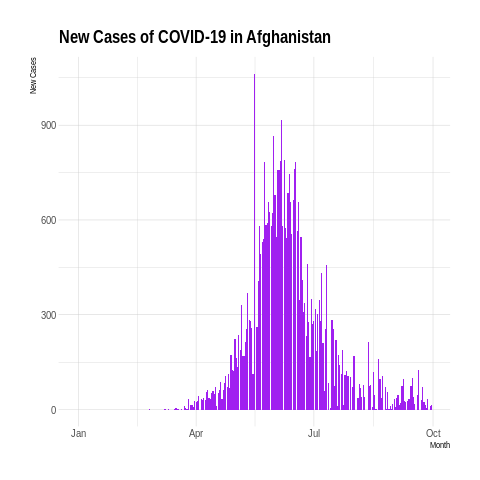 New Cases of COVID-19 in Afghanistan
New Cases
900
600
300
0
Jan Apr Jul Oct
Month